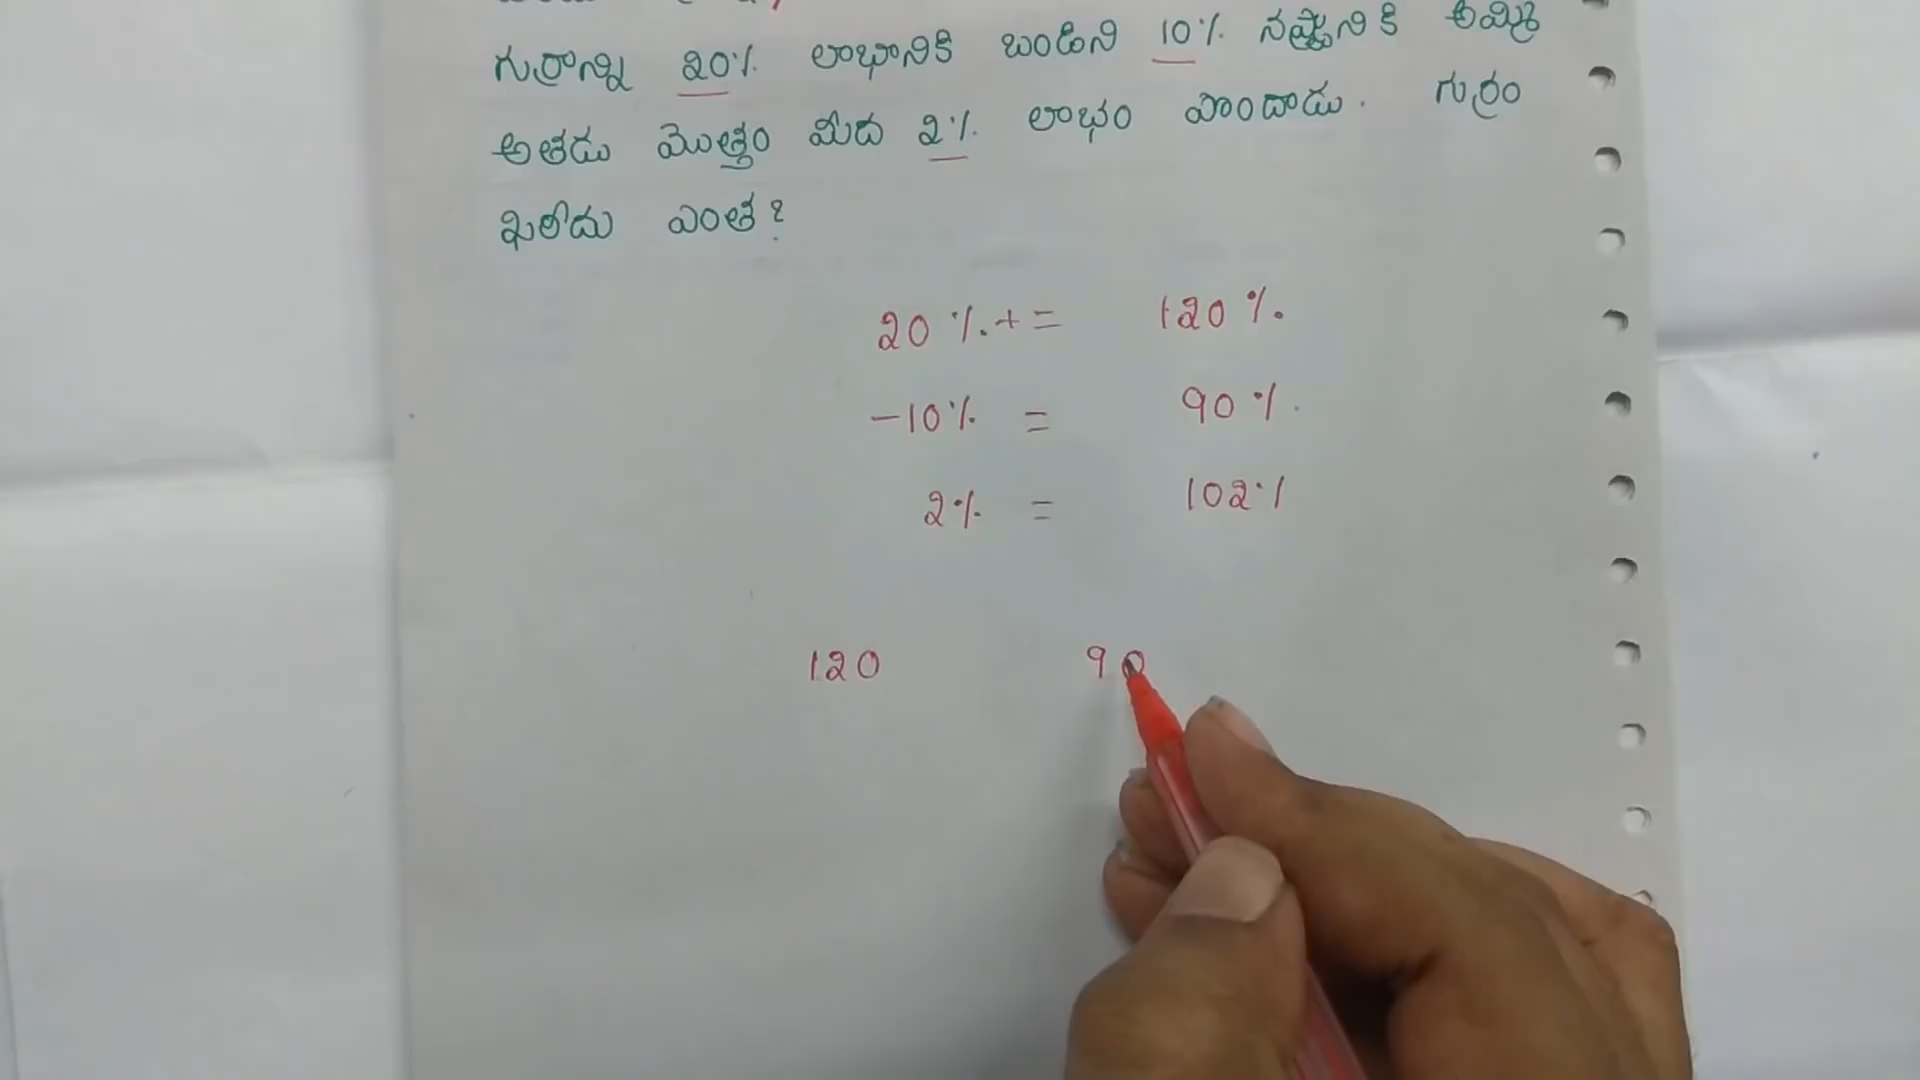 గుర్రాన్ని 20% లాభానికి బండిని 10% నష్టానికి అమ్మి
అతడు మొత్తం మీద 2% లాభం పొందాడు. గుర్రం
ఖరీదు ఎంత?
20%+ = 120%.
-10% = 90%.
2% = 102%
120 90